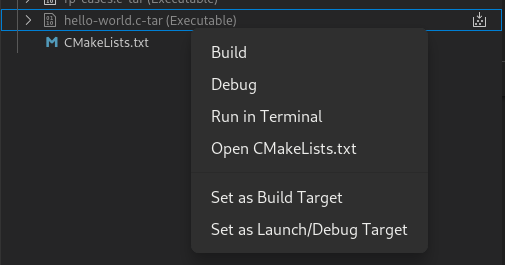 rp-cases.c-tar (Executable)
hello-world.c-tar (Executable)
CMakeLists.txt
Build
Debug
Run in Terminal
Open CMakeLists.txt
Set as Build Target
Set as Launch/Debug Target